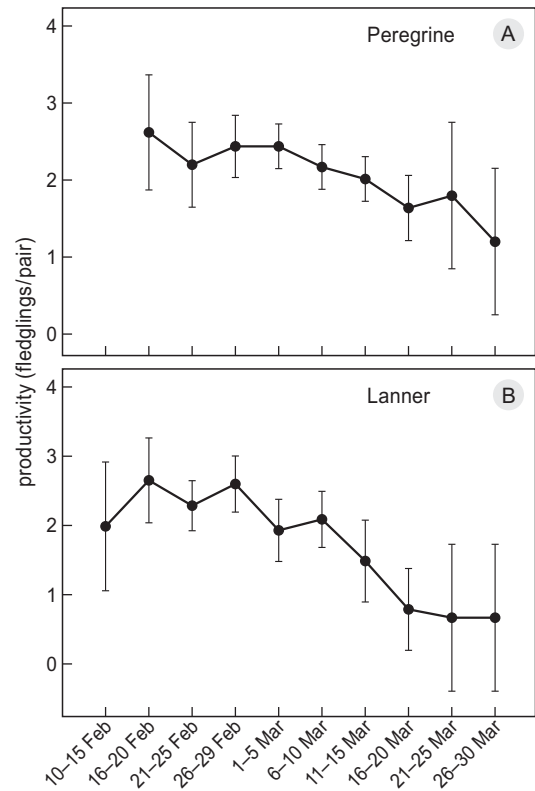 Peregrine
A
4
3
2
1
0
productivity (fledglings/pair)
Lanner
B
4
3
2
1
0
10–15 Feb
16–20 Feb
21–25 Feb
26–29 Feb
1–5 Mar
6–10 Mar
11–15 Mar
16–20 Mar
21–25 Mar
26–30 Mar